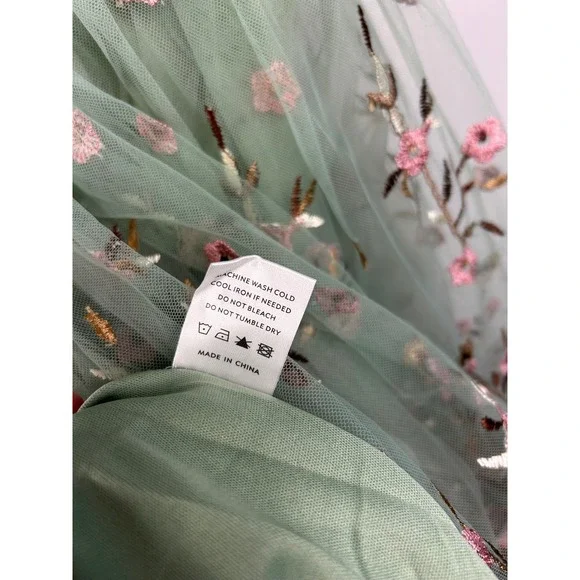 MACHINE WASH COLD
COOL IRON IF NEEDED
DO NOT BLEACH
DO NOT TUMBLE DRY
MADE IN CHINA